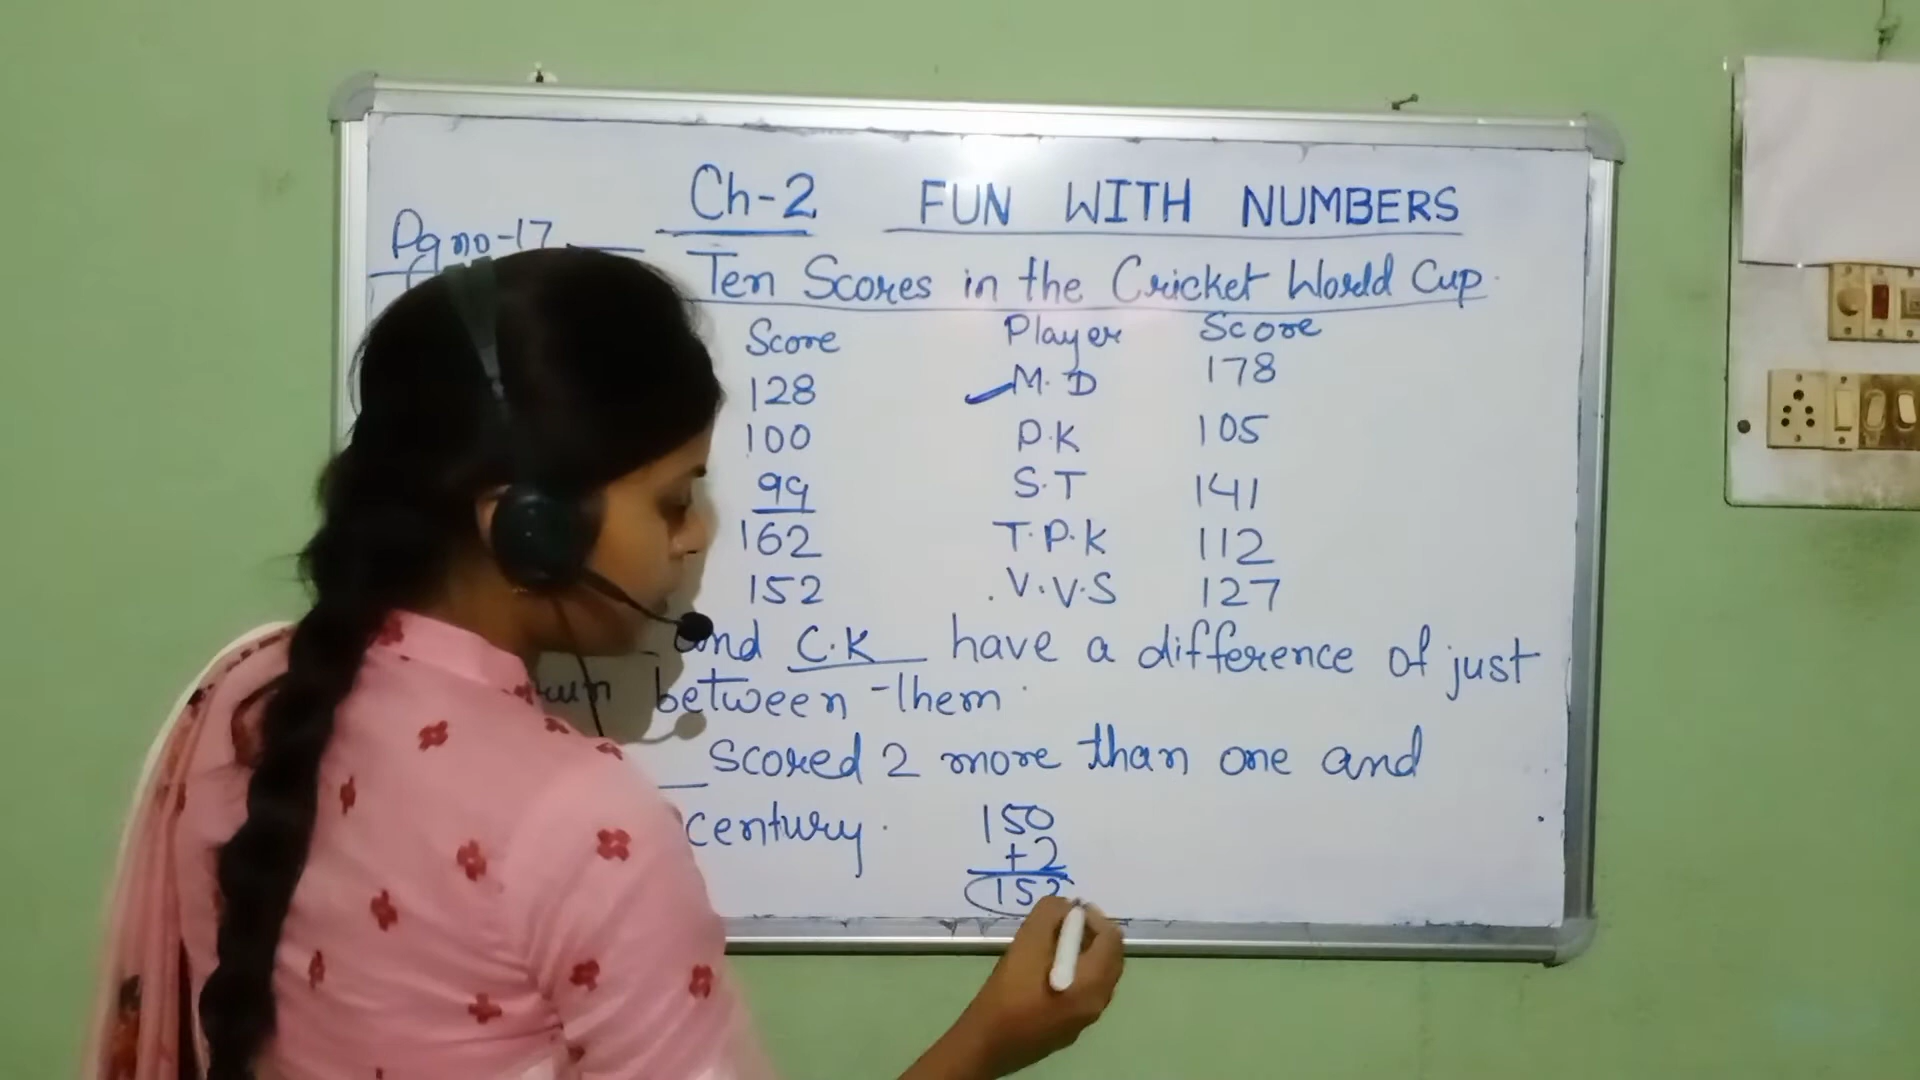 Ch-2 FUN WITH NUMBERS
Pg no-17
Ten Scores in the Cricket World Cup
Score Player Score
128 M.D 178
100 P.K 105
99 S.T 141
162 T.P.K 112
152 V.V.S 127
and C.K have a difference of just
between them
scored 2 more than one and
century. 150
+2
152